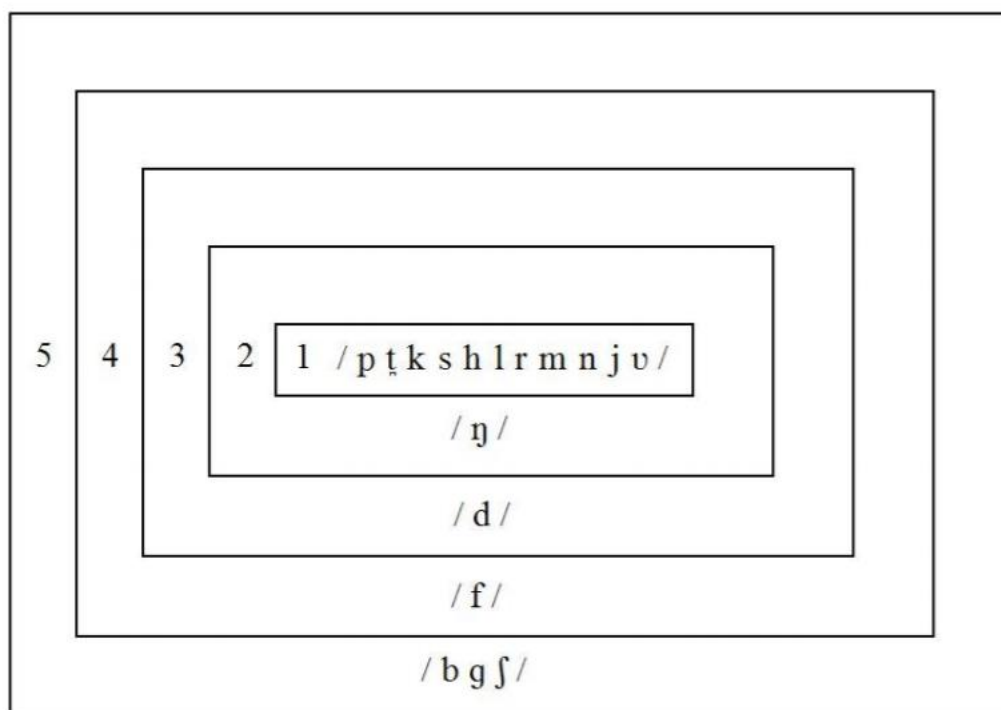 5 4 3 2 1 / p t̪ k s h l r m n j ʋ /
/ ŋ /
/ d /
/ f /
/ b ɡ ʃ /